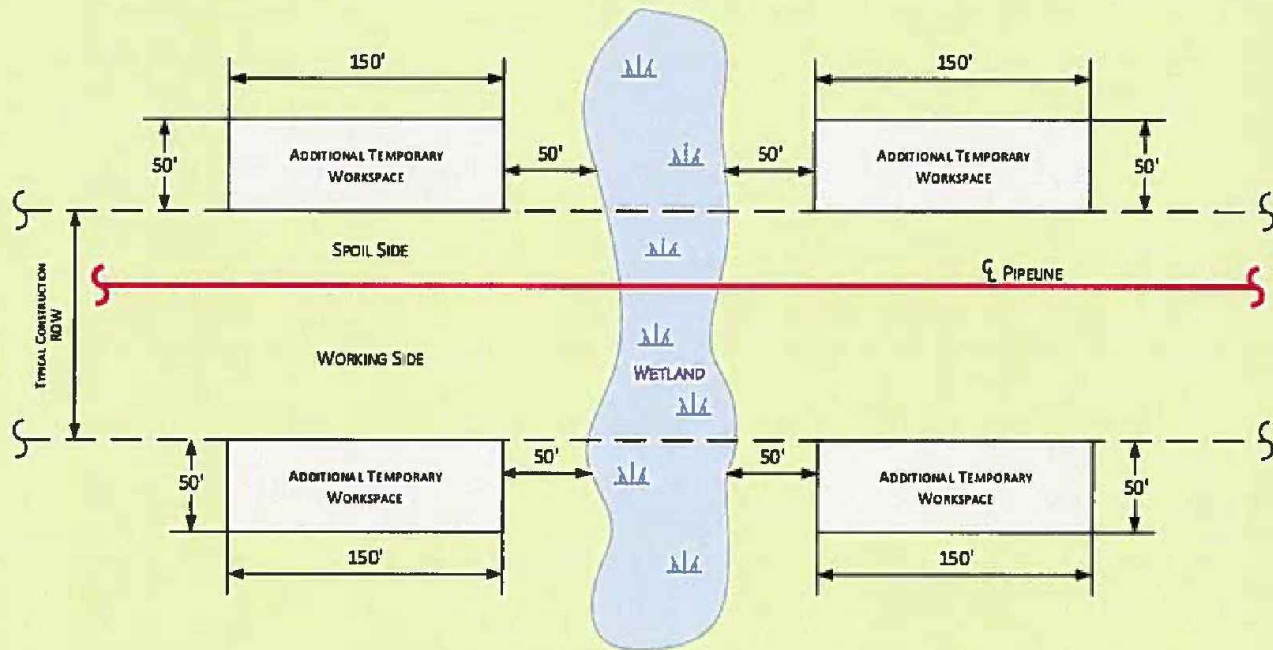 150'
150'
50'
ADDITIONAL TEMPORARY
WORKSPACE
50'
50'
ADDITIONAL TEMPORARY
WORKSPACE
50'
SPOIL SIDE
℄ PIPELINE
TYPICAL CONSTRUCTION
ROW
WORKING SIDE
WETLAND
50'
ADDITIONAL TEMPORARY
WORKSPACE
50'
50'
ADDITIONAL TEMPORARY
WORKSPACE
50'
150'
150'